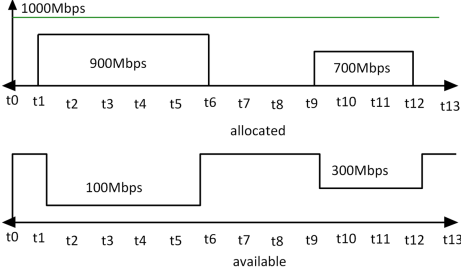 1000Mbps
900Mbps
700Mbps
t0 t1 t2 t3 t4 t5 t6 t7 t8 t9 t10 t11 t12 t13
allocated
100Mbps
300Mbps
t0 t1 t2 t3 t4 t5 t6 t7 t8 t9 t10 t11 t12 t13
available